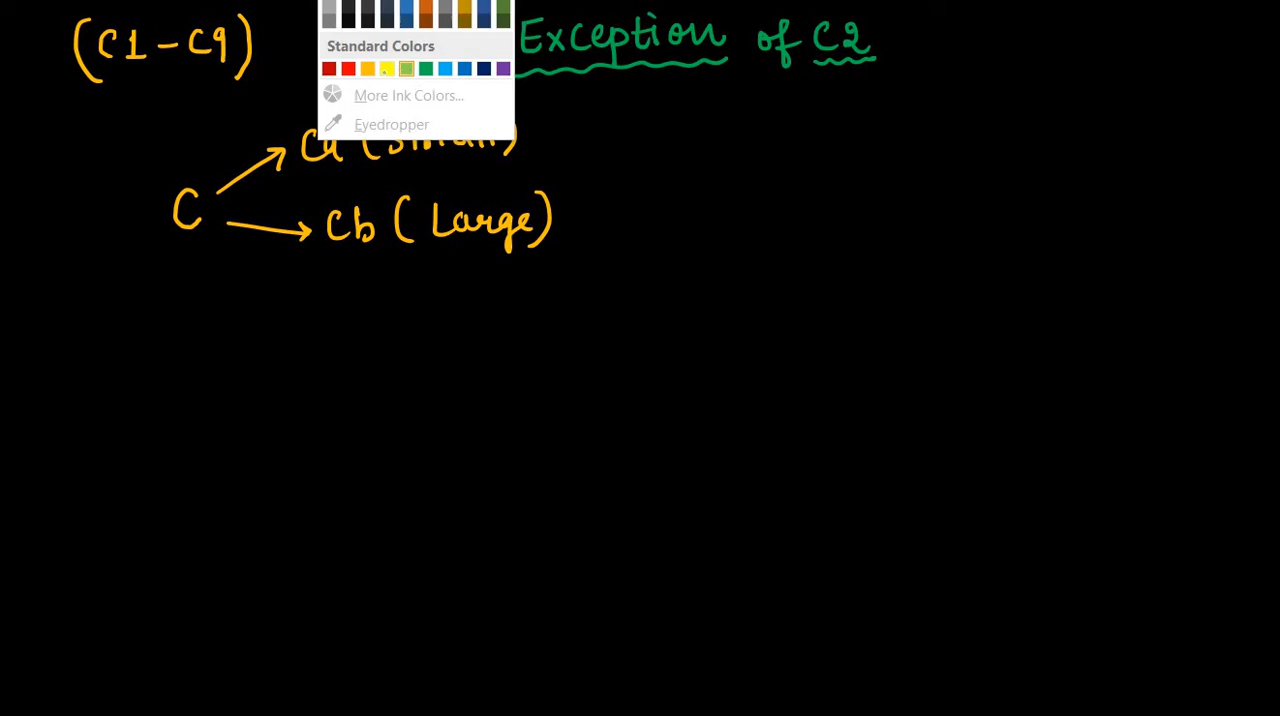 (C1-C9) Exception of C2
Standard Colors
More Ink Colors...
Eyedropper
C
Cb (Large)